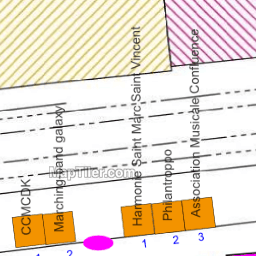 CCMCDK
Marching band galaxy
Harmonie Saint Marc Saint Vincent
Philantroppo
Association Musicale Confluence
MapTiler.com
1
2
1
2
3